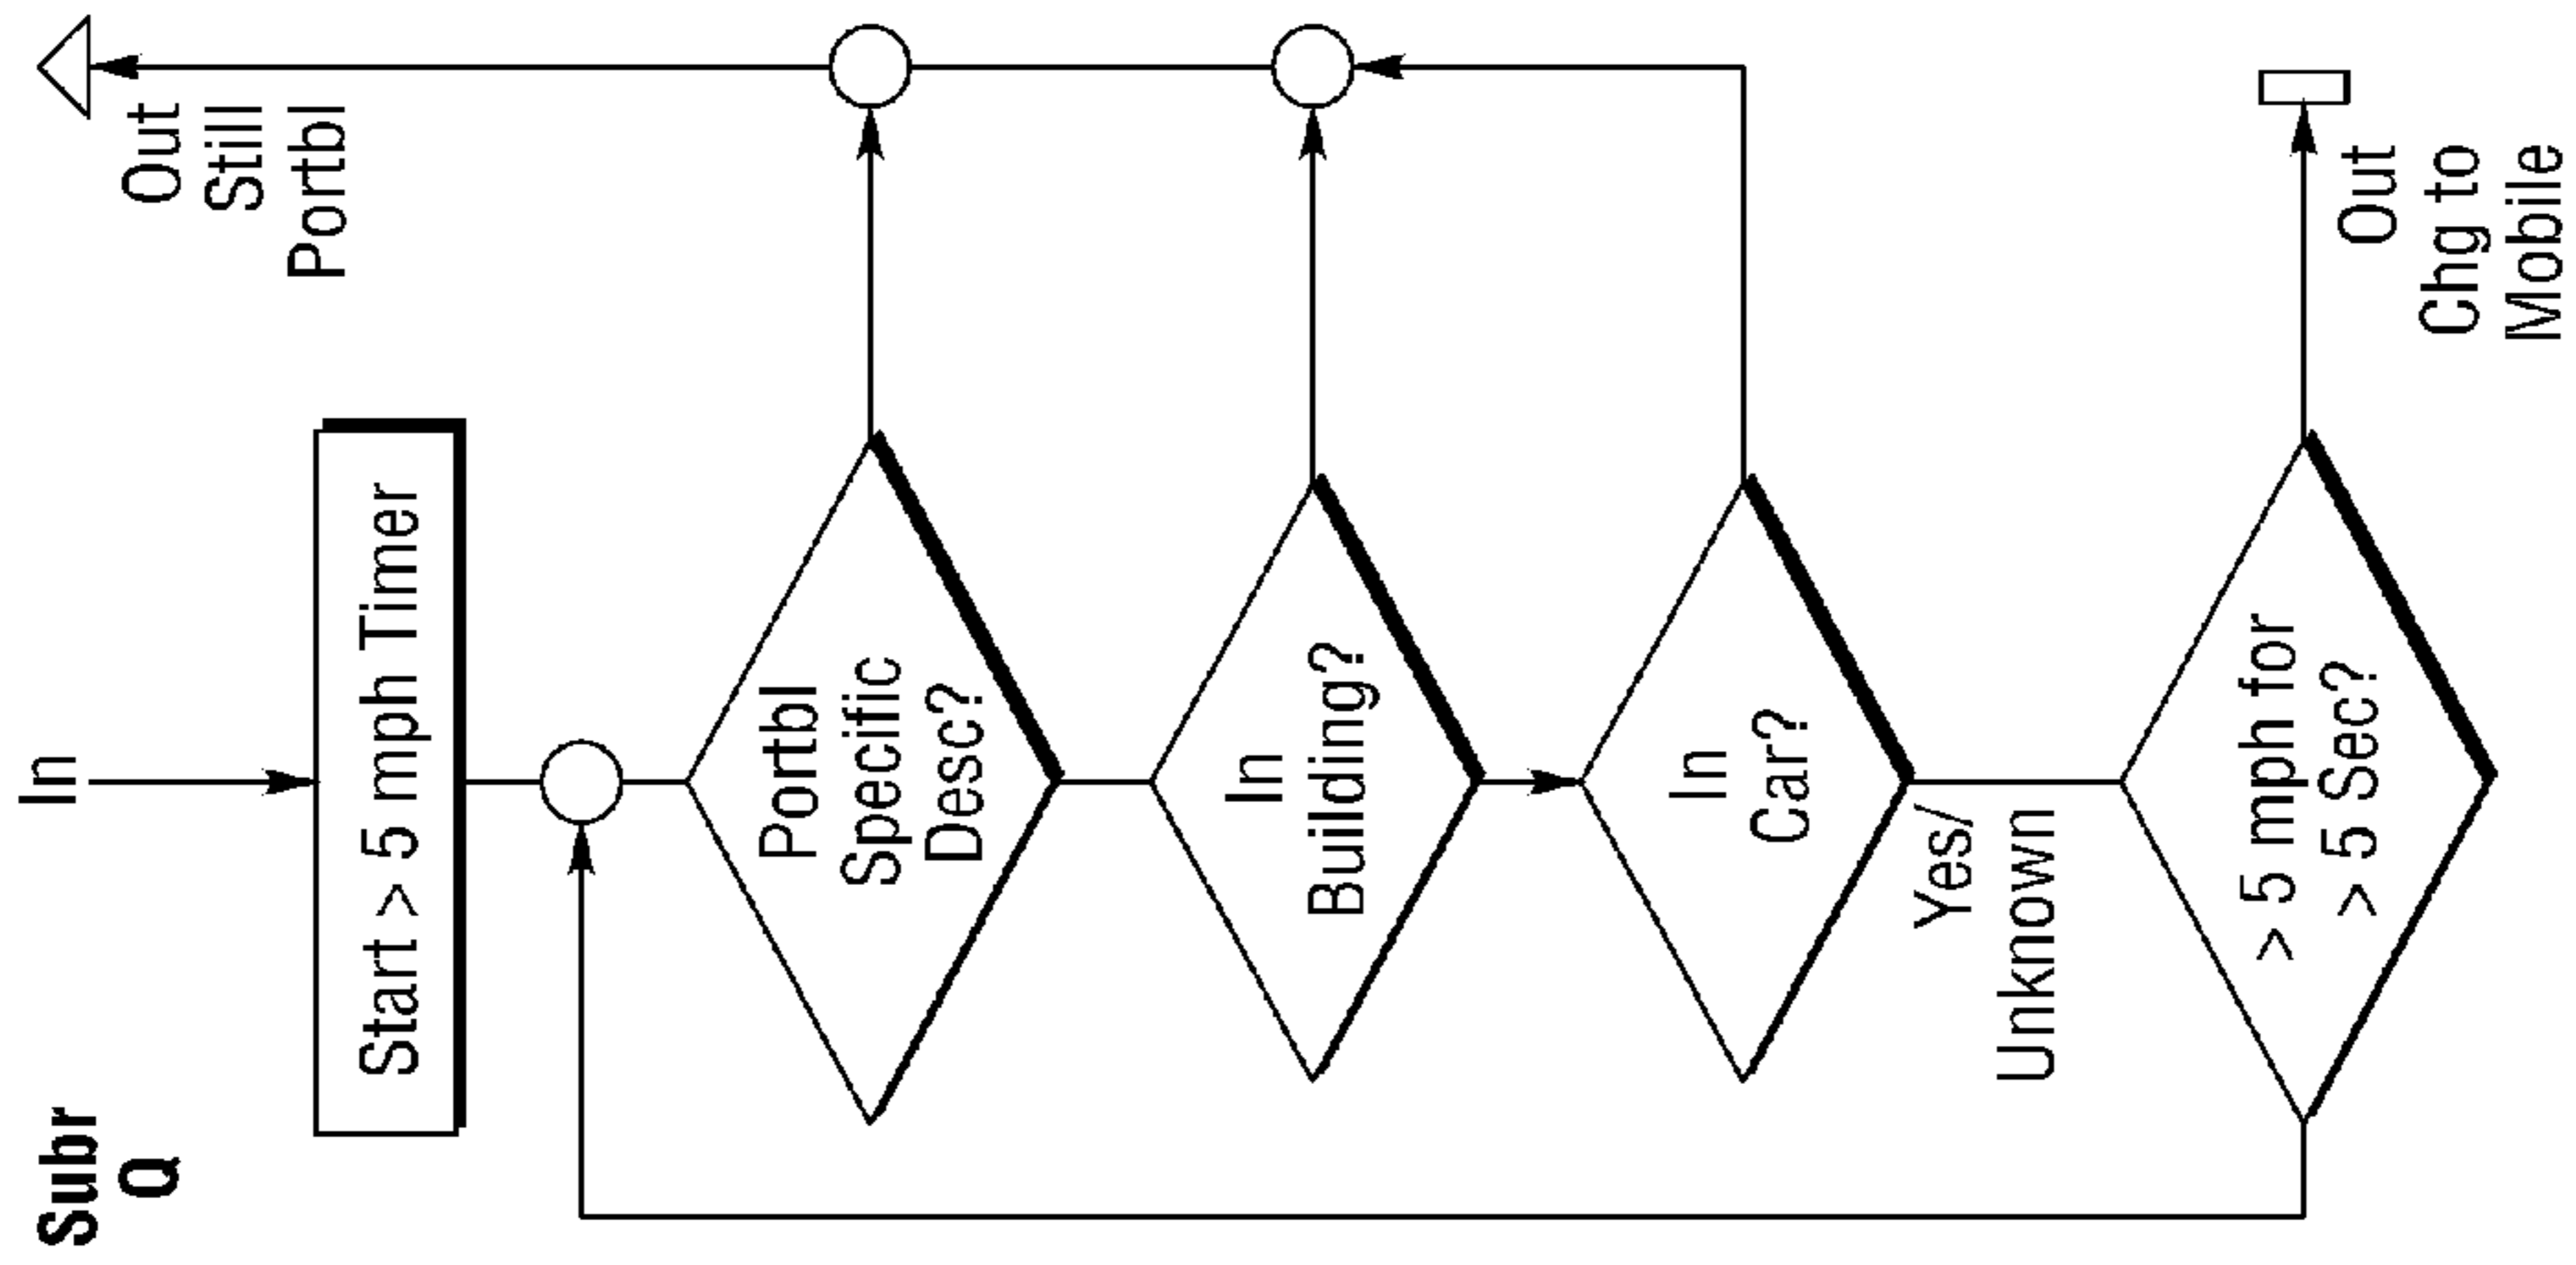 Subr
Q
In
Out
Still
Portbl
Start > 5 mph Timer
Portbl
Specific
Desc?
In
Building?
In
Car?
Yes/
Unknown
> 5 mph for
> 5 Sec?
Out
Chg to
Mobile